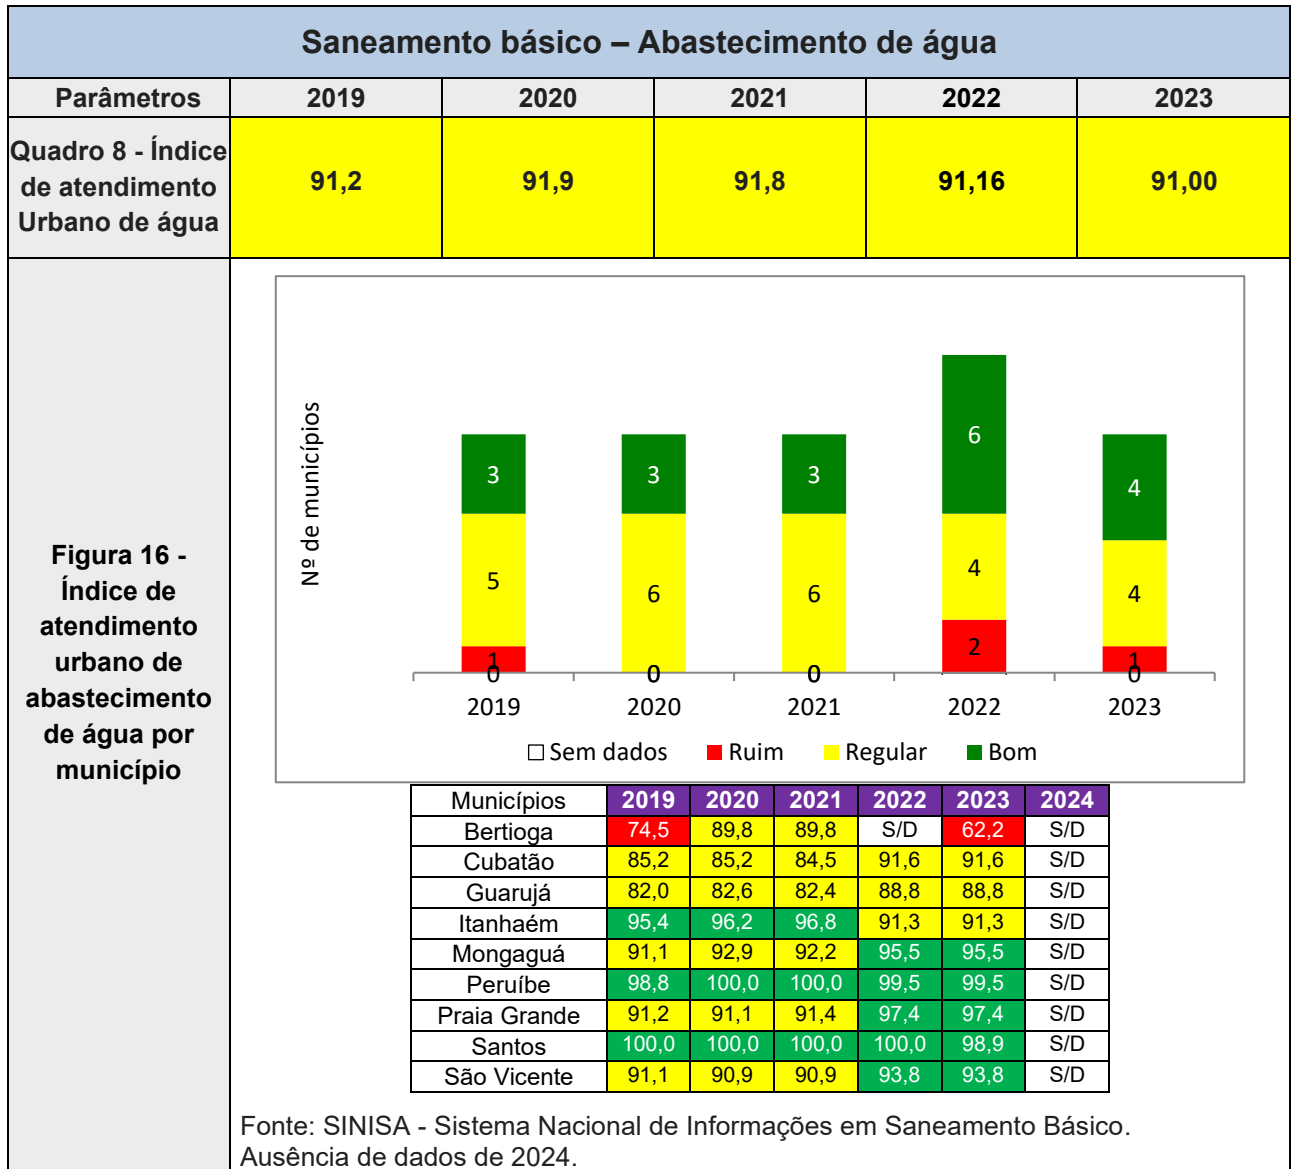 Saneamento básico – Abastecimento de água
Parâmetros 2019 2020 2021 2022 2023
Quadro 8 - Índice
de atendimento
Urbano de água
91,2 91,9 91,8 91,16 91,00
Figura 16 -
Índice de
atendimento
urbano de
abastecimento
de água por
município
Nº de municípios
3 3 3 6 4
5 6 6 4 4
1 2 1
0 0 0 0
2019 2020 2021 2022 2023
Sem dados Ruim Regular Bom
Municípios 2019 2020 2021 2022 2023 2024
Bertioga 74,5 89,8 89,8 S/D 62,2 S/D
Cubatão 85,2 85,2 84,5 91,6 91,6 S/D
Guarujá 82,0 82,6 82,4 88,8 88,8 S/D
Itanhaém 95,4 96,2 96,8 91,3 91,3 S/D
Mongaguá 91,1 92,9 92,2 95,5 95,5 S/D
Peruíbe 98,8 100,0 100,0 99,5 99,5 S/D
Praia Grande 91,2 91,1 91,4 97,4 97,4 S/D
Santos 100,0 100,0 100,0 100,0 98,9 S/D
São Vicente 91,1 90,9 90,9 93,8 93,8 S/D
Fonte: SINISA - Sistema Nacional de Informações em Saneamento Básico.
Ausência de dados de 2024.